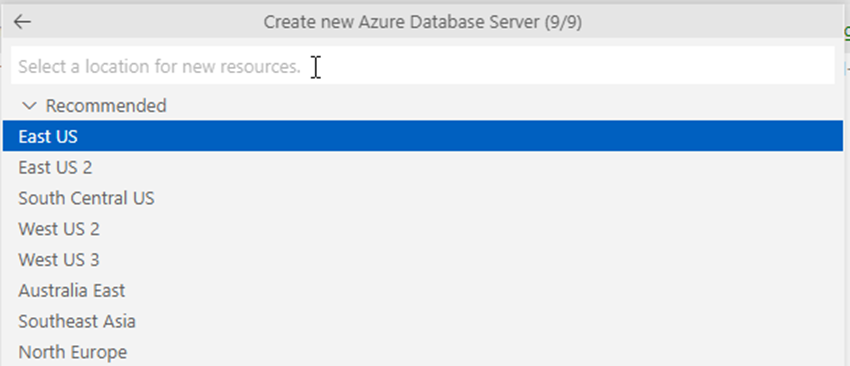 Create new Azure Database Server (9/9)
Select a location for new resources.
Recommended
East US
East US 2
South Central US
West US 2
West US 3
Australia East
Southeast Asia
North Europe